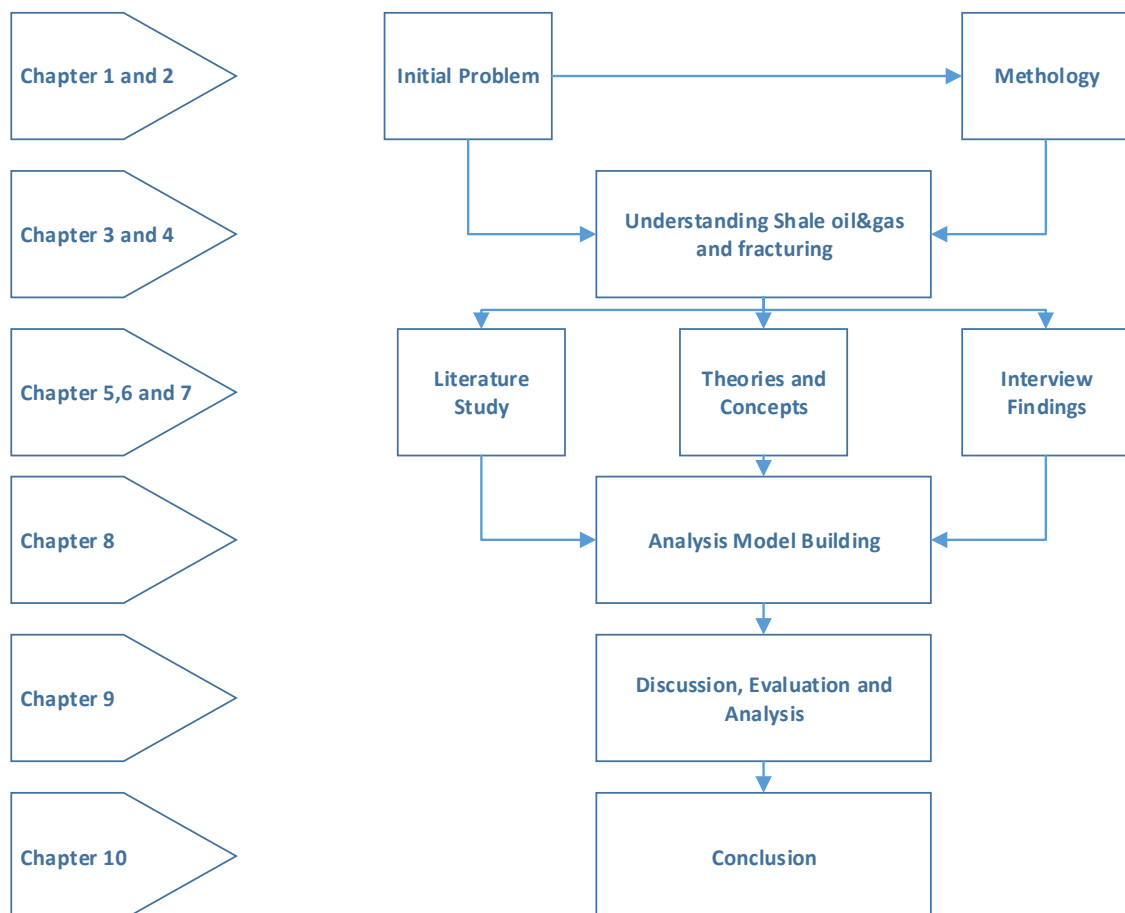 Chapter 1 and 2
Initial Problem
Methology
Chapter 3 and 4
Understanding Shale oil&gas
and fracturing
Chapter 5,6 and 7
Literature
Study
Theories and
Concepts
Interview
Findings
Chapter 8
Analysis Model Building
Chapter 9
Discussion, Evaluation and
Analysis
Chapter 10
Conclusion